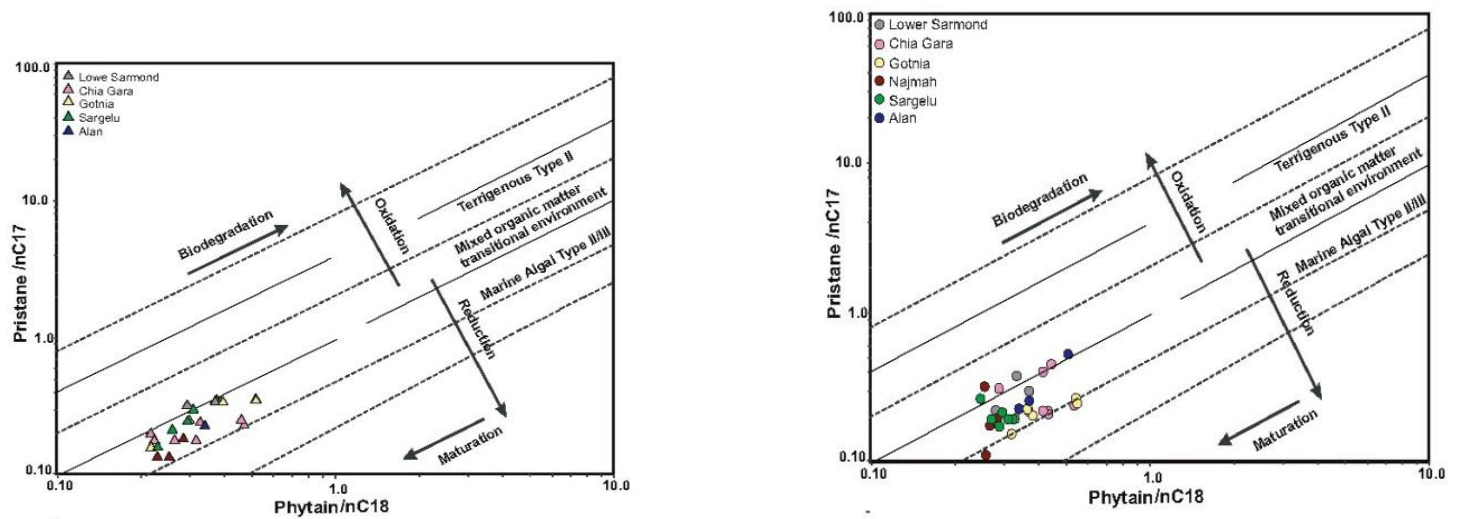 100.0
Lowe Sarmond
Chia Gara
Gotnia
Sargelu
Alan
10.0
1.0
0.10
Pristane /nC17
Biodegradation
Oxidation
Terrigenous Type II
Mixed organic matter
transitional environment
Marine Algal Type II/III
Reduction
Maturation
0.10
1.0
10.0
Phytain/nC18
100.0
Lower Sarmond
Chia Gara
Gotnia
Najmah
Sargelu
Alan
10.0
1.0
0.10
Pristane /nC17
Biodegradation
Oxidation
Terrigenous Type II
Mixed organic matter
transitional environment
Marine Algal Type II/III
Reduction
Maturation
0.10
1.0
10.0
Phytain/nC18